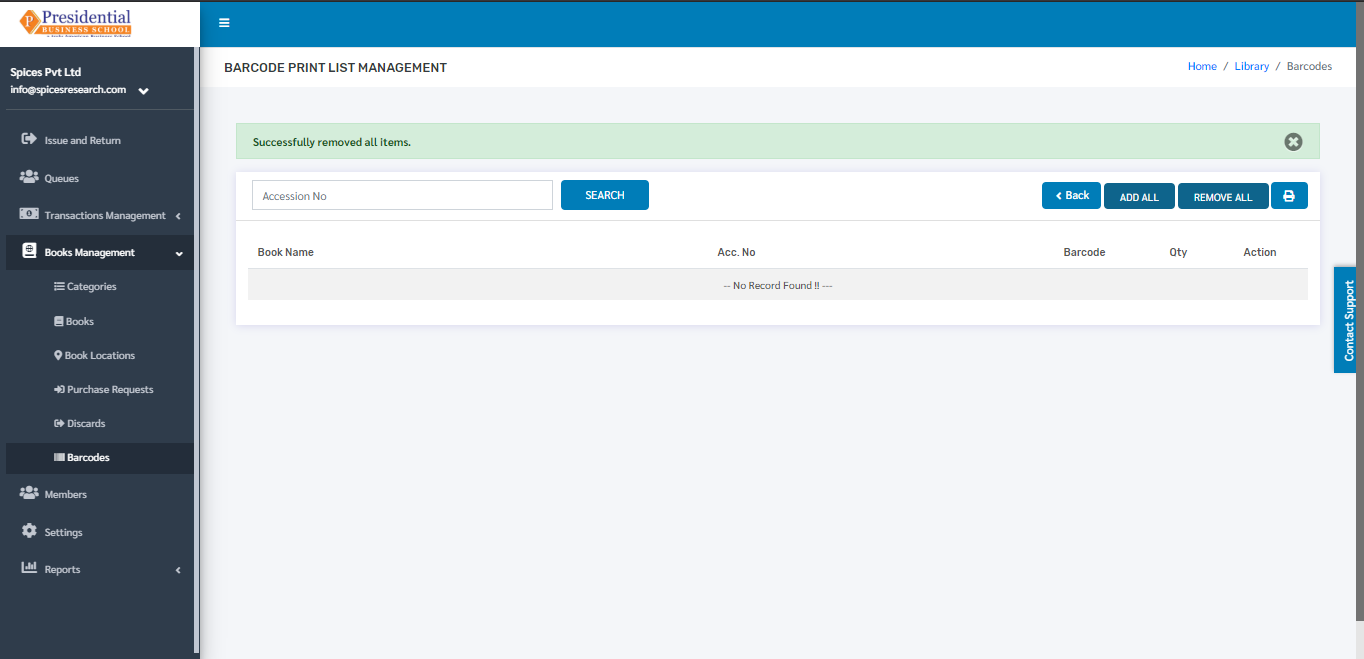 Presidential
BUSINESS SCHOOL
Spices Pvt Ltd
info@spicesresearch.com
Issue and Return
Queues
Transactions Management
Books Management
Categories
Books
Book Locations
Purchase Requests
Discards
Barcodes
Members
Settings
Reports
BARCODE PRINT LIST MANAGEMENT
Home / Library / Barcodes
Successfully removed all items.
Accession No SEARCH Back ADD ALL REMOVE ALL
Book Name Acc. No Barcode Qty Action
-- No Record Found !! ---
Contact Support